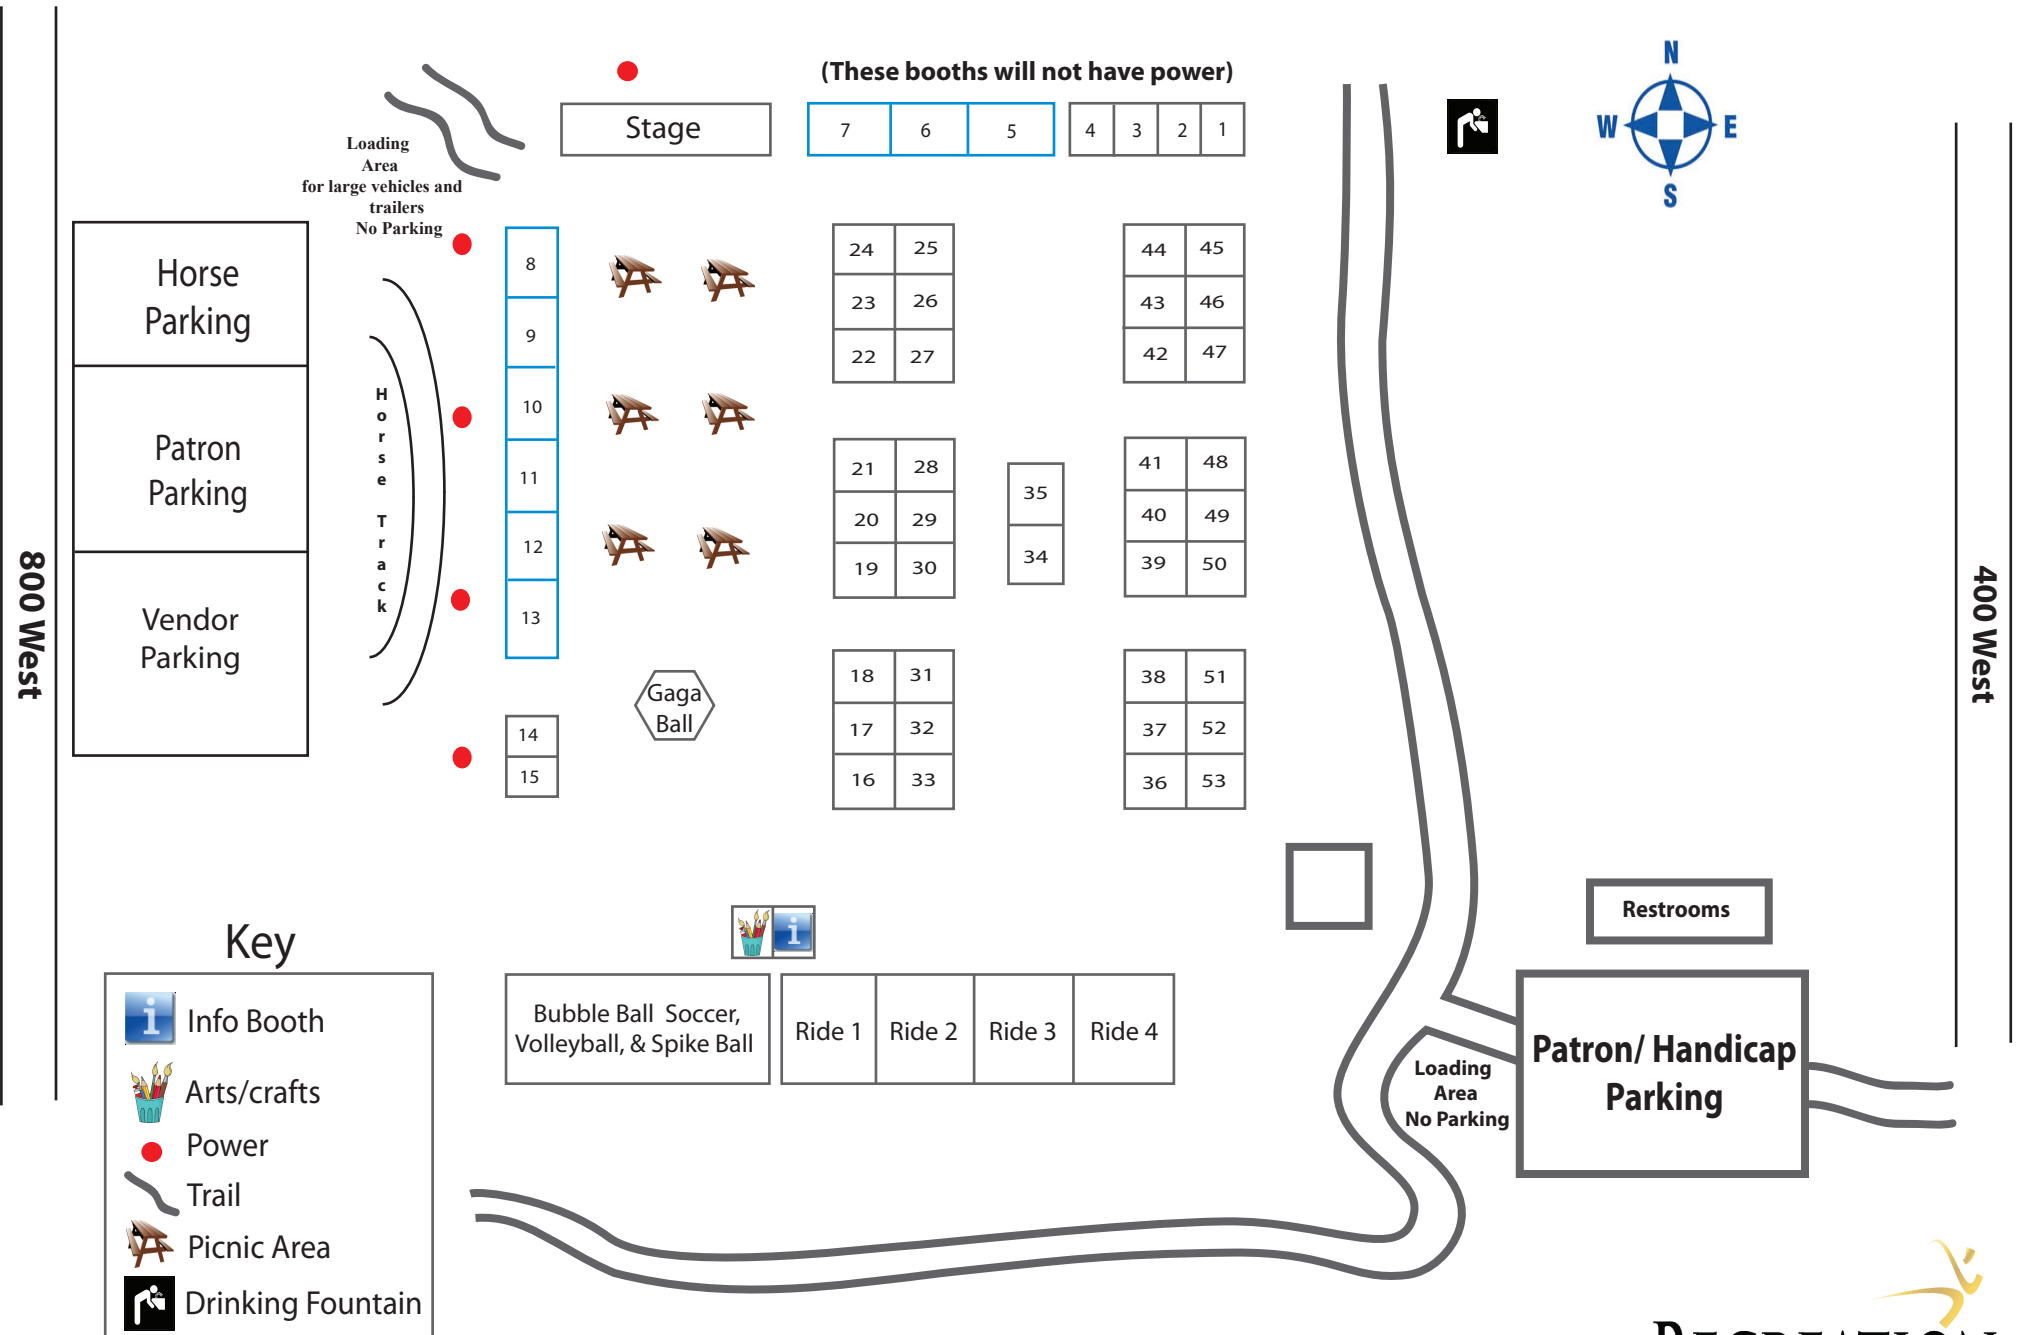 (These booths will not have power)
N
W
E
S
Stage
7
6
5
4
3
2
1
Loading
Area
for large vehicles and
trailers
No Parking
Horse
Parking
Patron
Parking
Vendor
Parking
Horse Track
800 West
400 West
8
9
10
11
12
13
14
15
Gaga
Ball
24 25
23 26
22 27
21 28
20 29
19 30
18 31
17 32
16 33
35
34
44 45
43 46
42 47
41 48
40 49
39 50
38 51
37 52
36 53
Restrooms
Patron/ Handicap
Parking
Loading
Area
No Parking
i
Bubble Ball Soccer,
Volleyball, & Spike Ball
Ride 1
Ride 2
Ride 3
Ride 4
Key
i Info Booth
Arts/crafts
Power
Trail
Picnic Area
Drinking Fountain
RECREATION